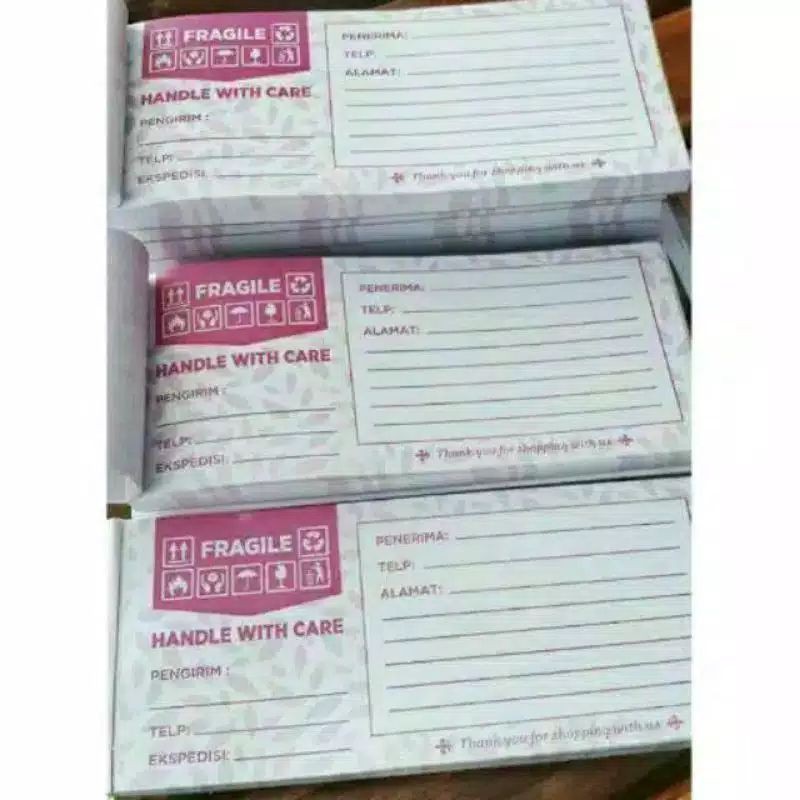 FRAGILE
HANDLE WITH CARE
PENGIRIM :
TELP:
EKSPEDISI:
PENERIMA:
TELP:
ALAMAT:
Thank you for shopping with us
FRAGILE
HANDLE WITH CARE
PENGIRIM :
TELP:
EKSPEDISI:
PENERIMA:
TELP:
ALAMAT:
Thank you for shopping with us
FRAGILE
HANDLE WITH CARE
PENGIRIM :
TELP:
EKSPEDISI:
PENERIMA:
TELP:
ALAMAT:
Thank you for shopping with us